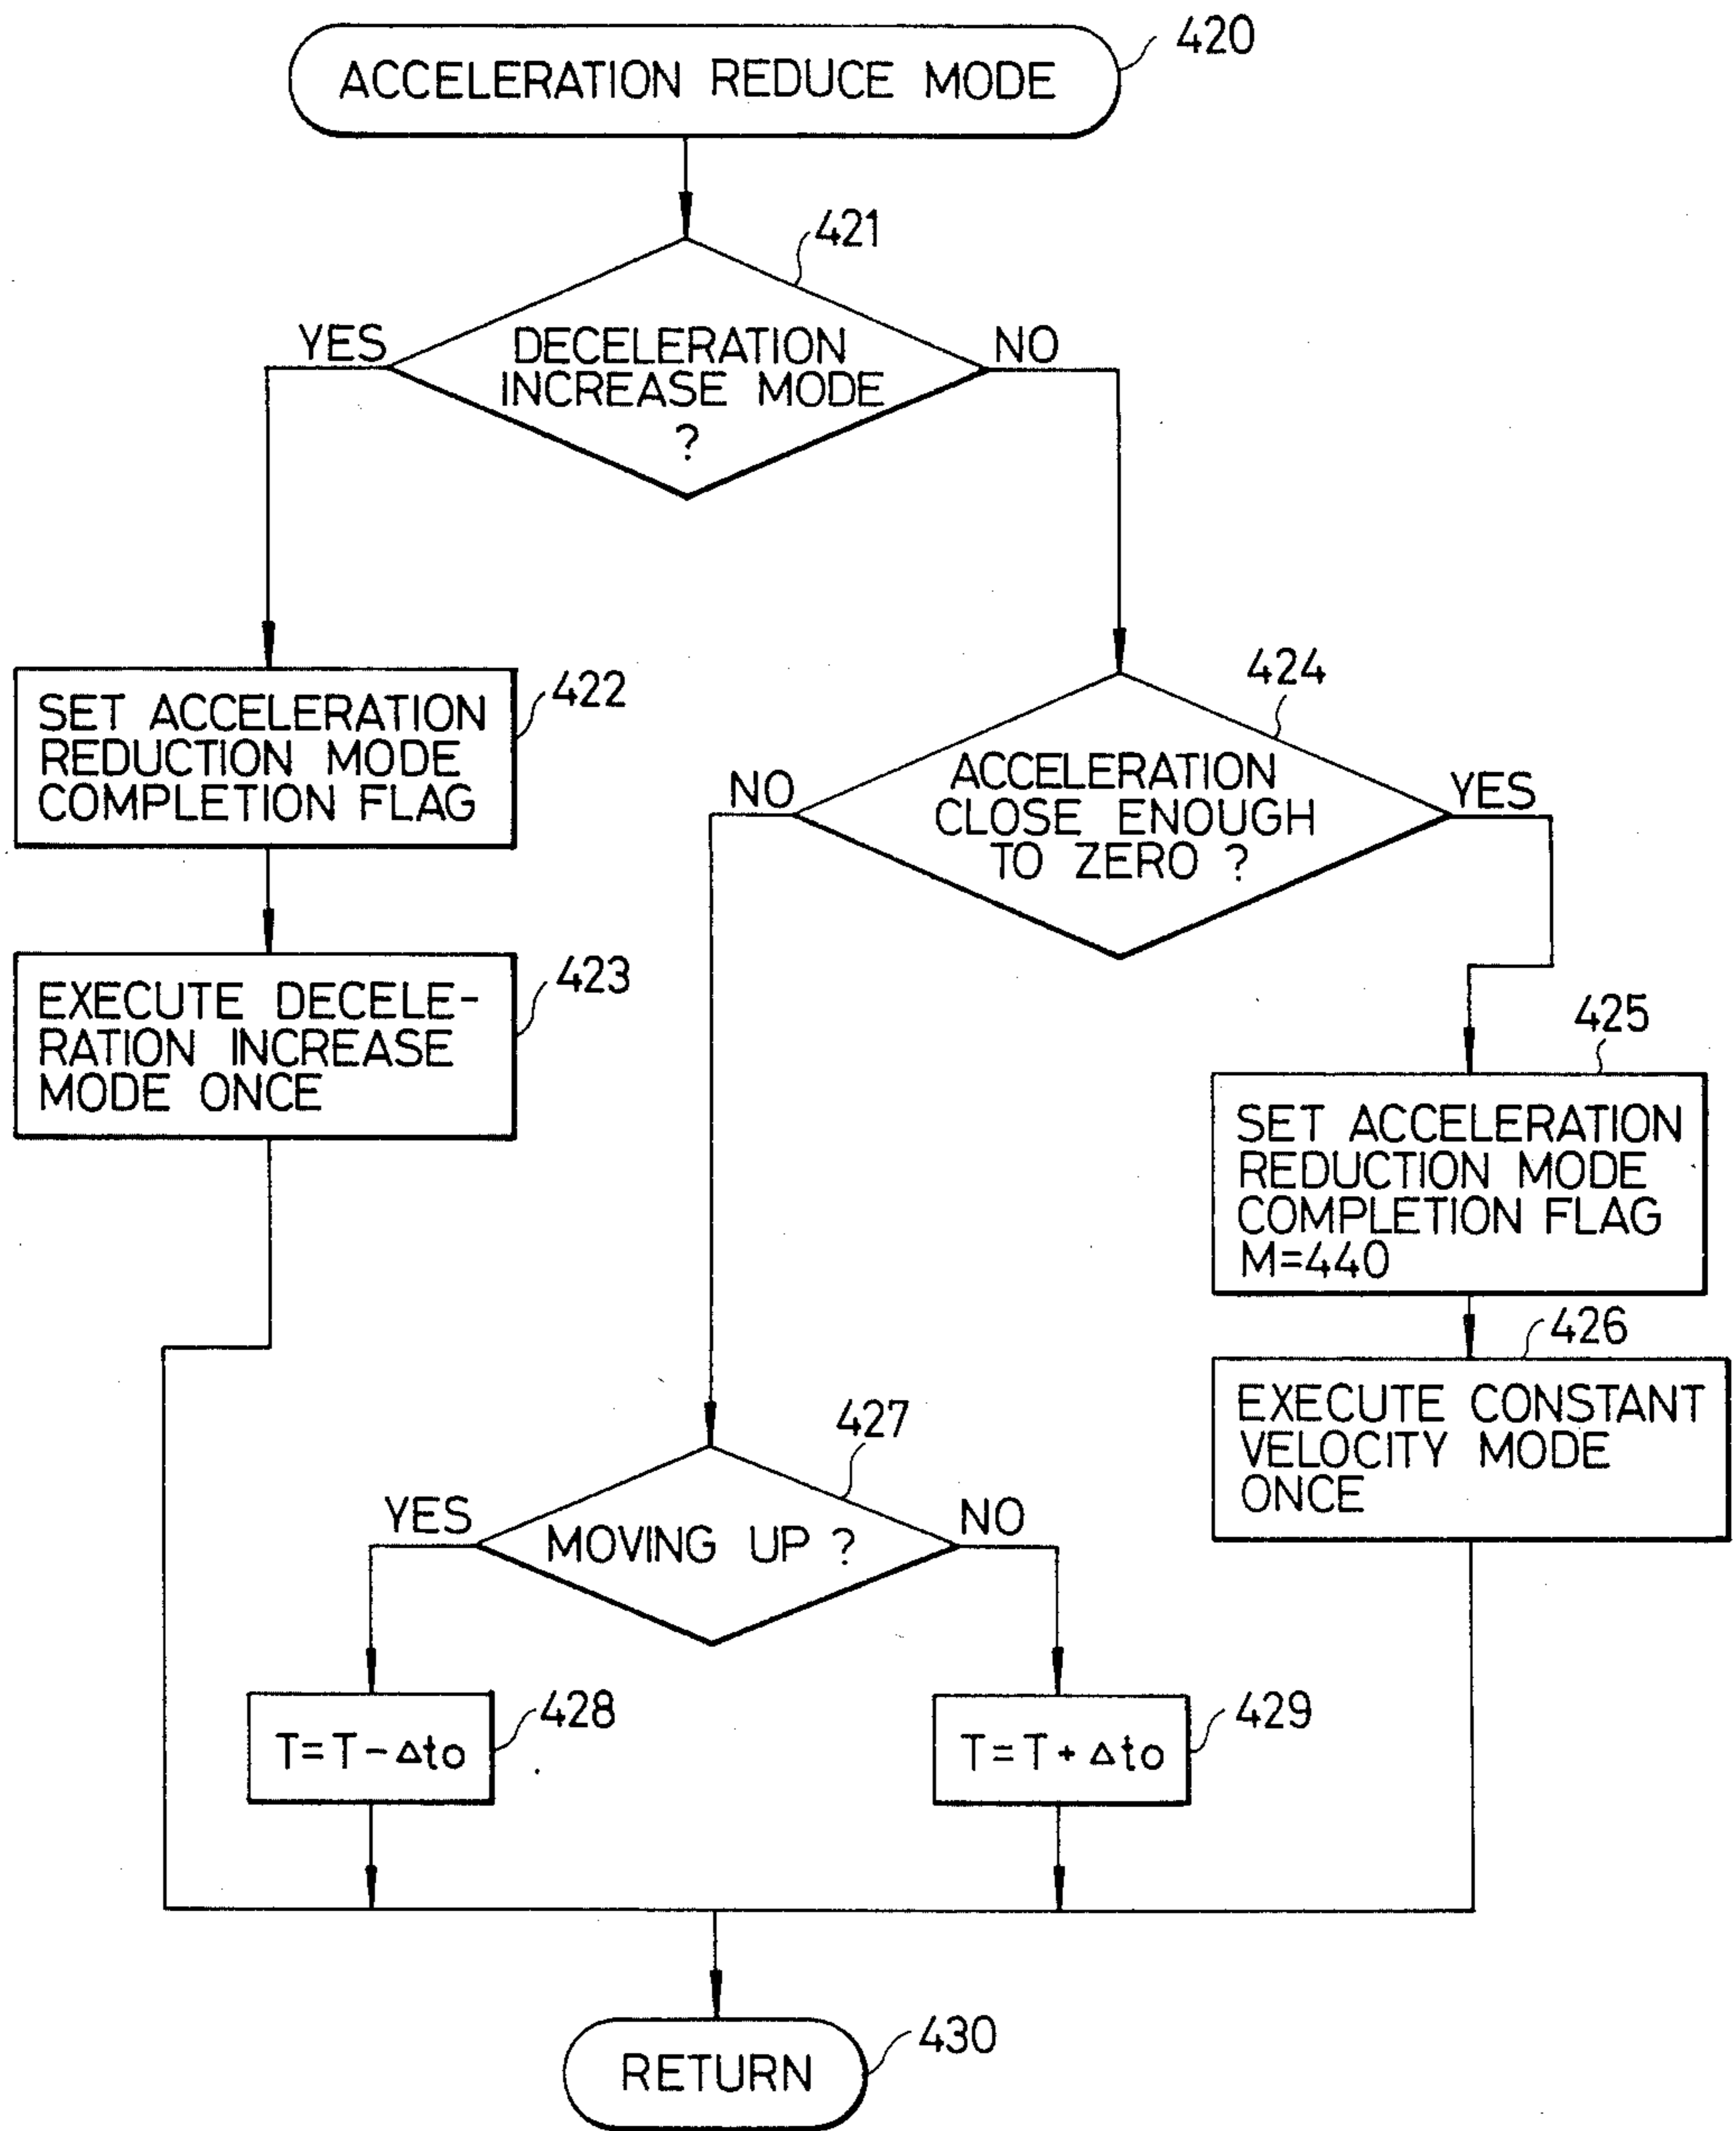 ACCELERATION REDUCE MODE
420
421
YES
DECELERATION
INCREASE MODE
?
NO
422
SET ACCELERATION
REDUCTION MODE
COMPLETION FLAG
424
NO
ACCELERATION
CLOSE ENOUGH
TO ZERO ?
YES
423
EXECUTE DECELE-
RATION INCREASE
MODE ONCE
425
SET ACCELERATION
REDUCTION MODE
COMPLETION FLAG
M=440
426
EXECUTE CONSTANT
VELOCITY MODE
ONCE
427
YES
MOVING UP ?
NO
428
T=T-Δto
429
T=T+Δto
430
RETURN